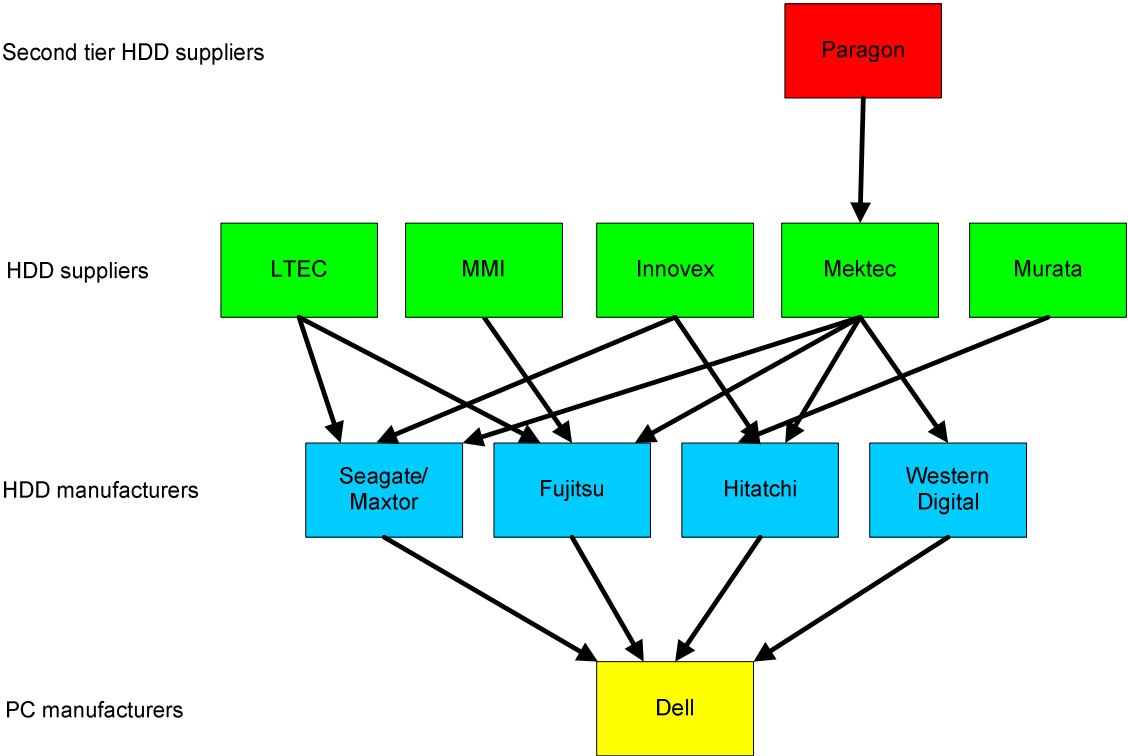 Second tier HDD suppliers
Paragon
HDD suppliers
LTEC
MMI
Innovex
Mektec
Murata
HDD manufacturers
Seagate/
Maxtor
Fujitsu
Hitatchi
Western
Digital
PC manufacturers
Dell